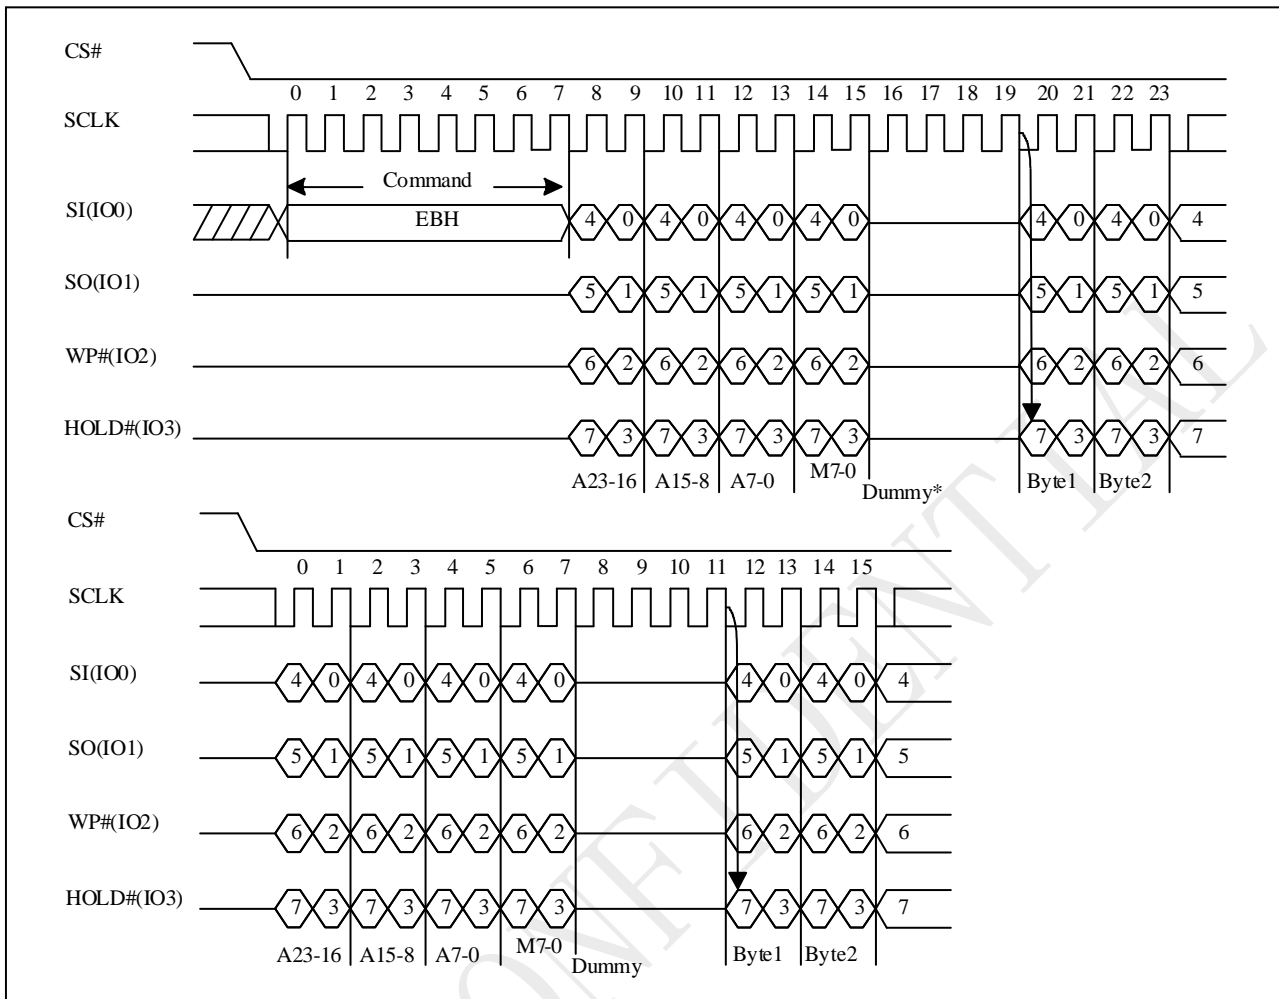 CS#
0 1 2 3 4 5 6 7 8 9 10 11 12 13 14 15 16 17 18 19 20 21 22 23
SCLK
Command
SI(IO0) EBH 4 0 4 0 4 0 4 0 4 0 4 0 4
SO(IO1) 5 1 5 1 5 1 5 1 5 1 5 1 5
WP#(IO2) 6 2 6 2 6 2 6 2 6 2 6 2 6
HOLD#(IO3) 7 3 7 3 7 3 7 3 7 3 7 3 7
A23-16 A15-8 A7-0 M7-0 Dummy* Byte1 Byte2
CS#
0 1 2 3 4 5 6 7 8 9 10 11 12 13 14 15
SCLK
SI(IO0) 4 0 4 0 4 0 4 0 4 0 4 0 4
SO(IO1) 5 1 5 1 5 1 5 1 5 1 5 1 5
WP#(IO2) 6 2 6 2 6 2 6 2 6 2 6 2 6
HOLD#(IO3) 7 3 7 3 7 3 7 3 7 3 7 3 7
A23-16 A15-8 A7-0 M7-0 Dummy Byte1 Byte2
ONFIDENTIAL